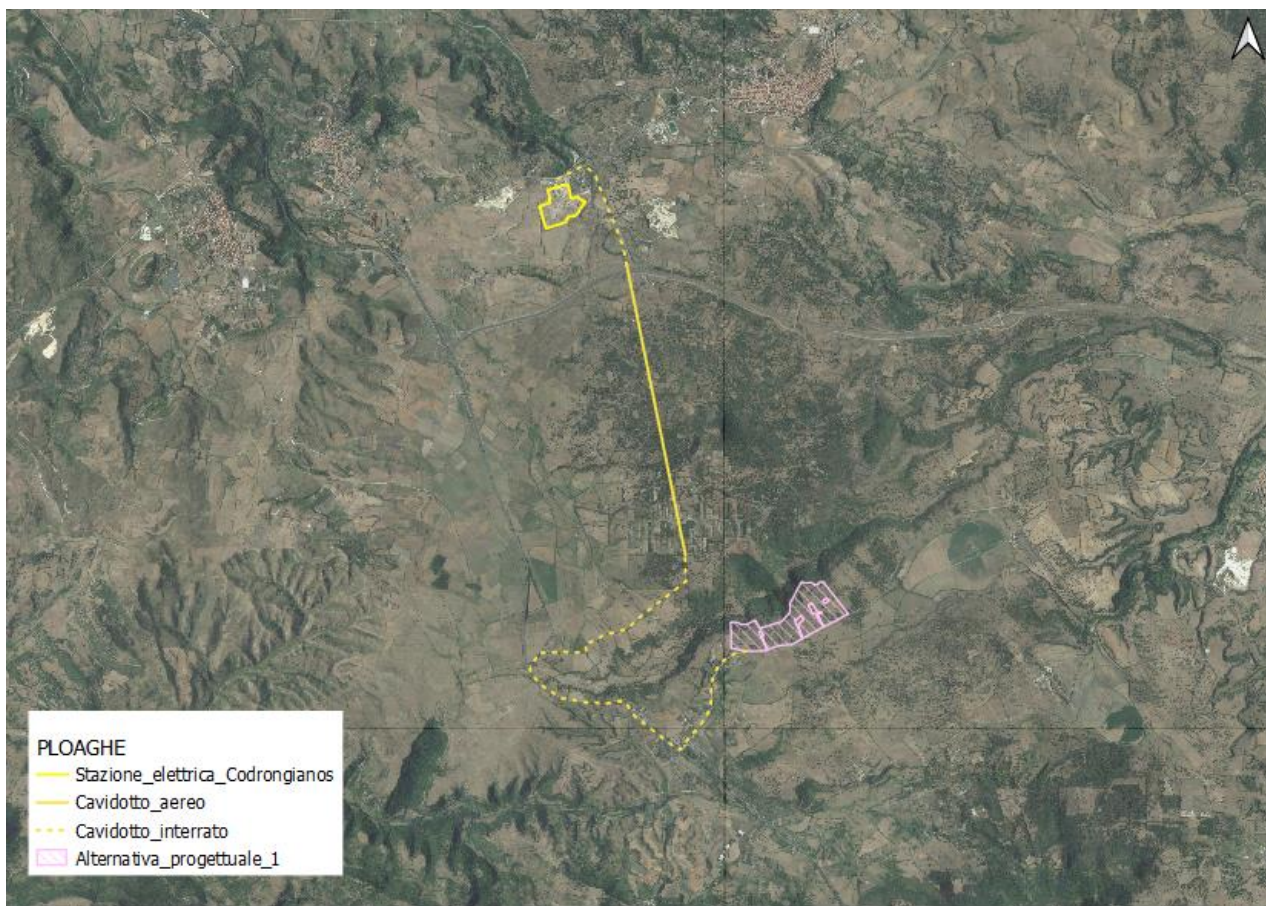 PLOAGHE
Stazione_elettrica_Codrongianos
Cavidotto_aereo
Cavidotto_interrato
Alternativa_progettuale_1